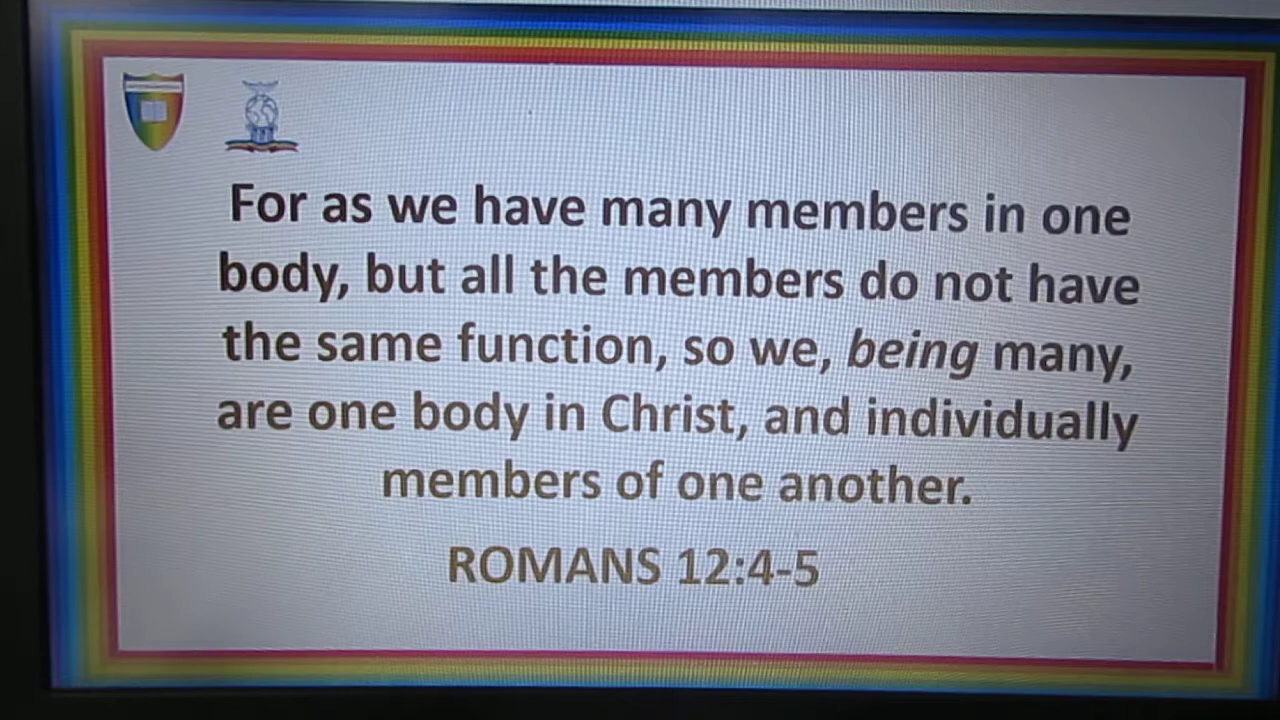 For as we have many members in one
body, but all the members do not have
the same function, so we, being many,
are one body in Christ, and individually
members of one another.
ROMANS 12:4-5